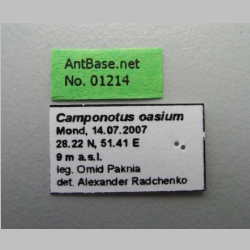 AntBase.net
No. 01214
Camponotus oasium
Mond, 14.07.2007
28.22 N, 51.41 E
9 m a.s.l.
leg. Omid Paknia
det. Alexander Radchenko